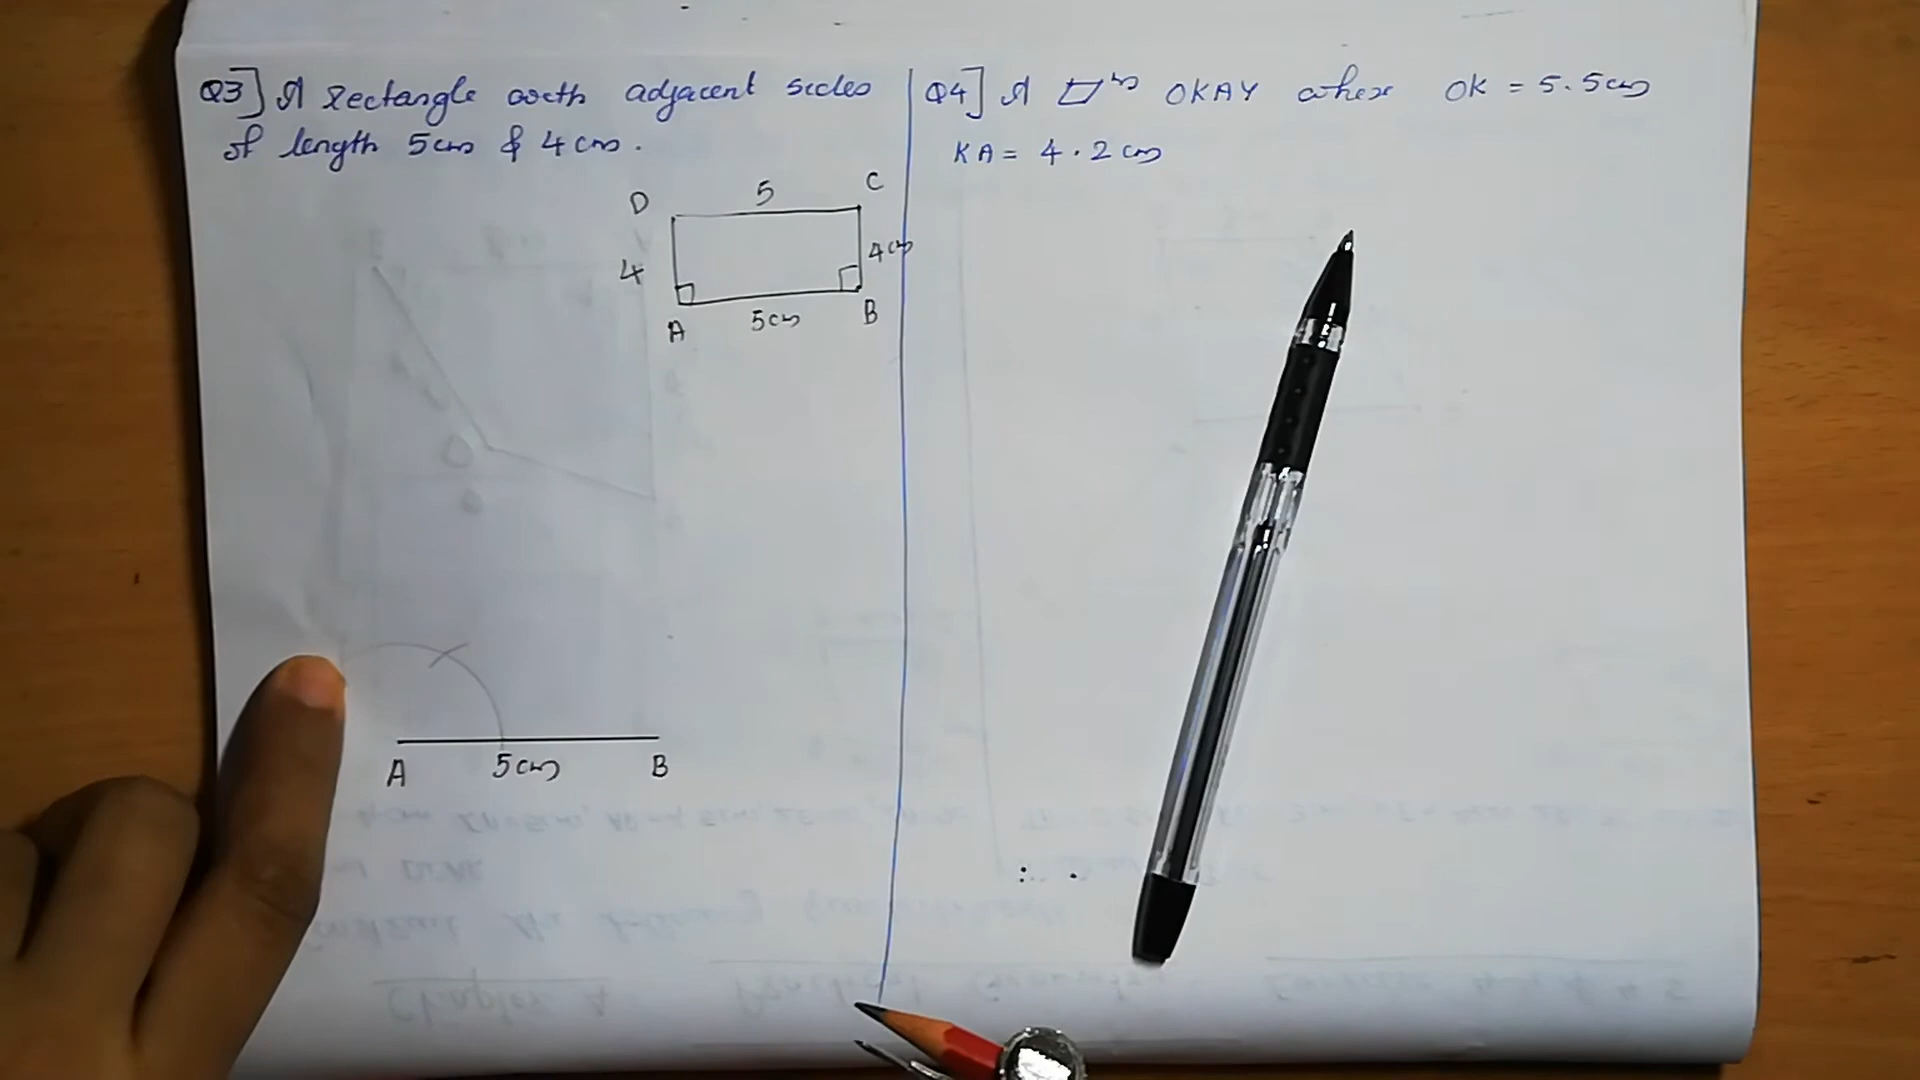 Q3] A rectangle with adjacent sides
of length 5cm & 4cm.
D 5 C
4 4cm
A 5cm B
A 5cm B
Q4] A ▱m OKAY where OK = 5.5cm
KA = 4.2cm